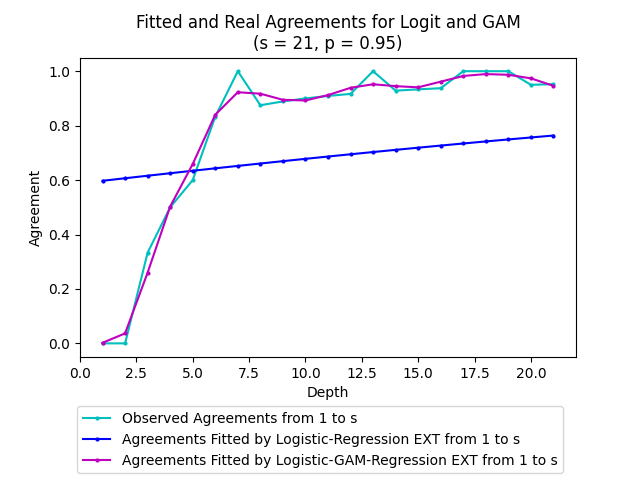 Fitted and Real Agreements for Logit and GAM
(s = 21, p = 0.95)
1.0
0.8
0.6
0.4
0.2
0.0
Agreement
0.0 2.5 5.0 7.5 10.0 12.5 15.0 17.5 20.0
Depth
Observed Agreements from 1 to s
Agreements Fitted by Logistic-Regression EXT from 1 to s
Agreements Fitted by Logistic-GAM-Regression EXT from 1 to s